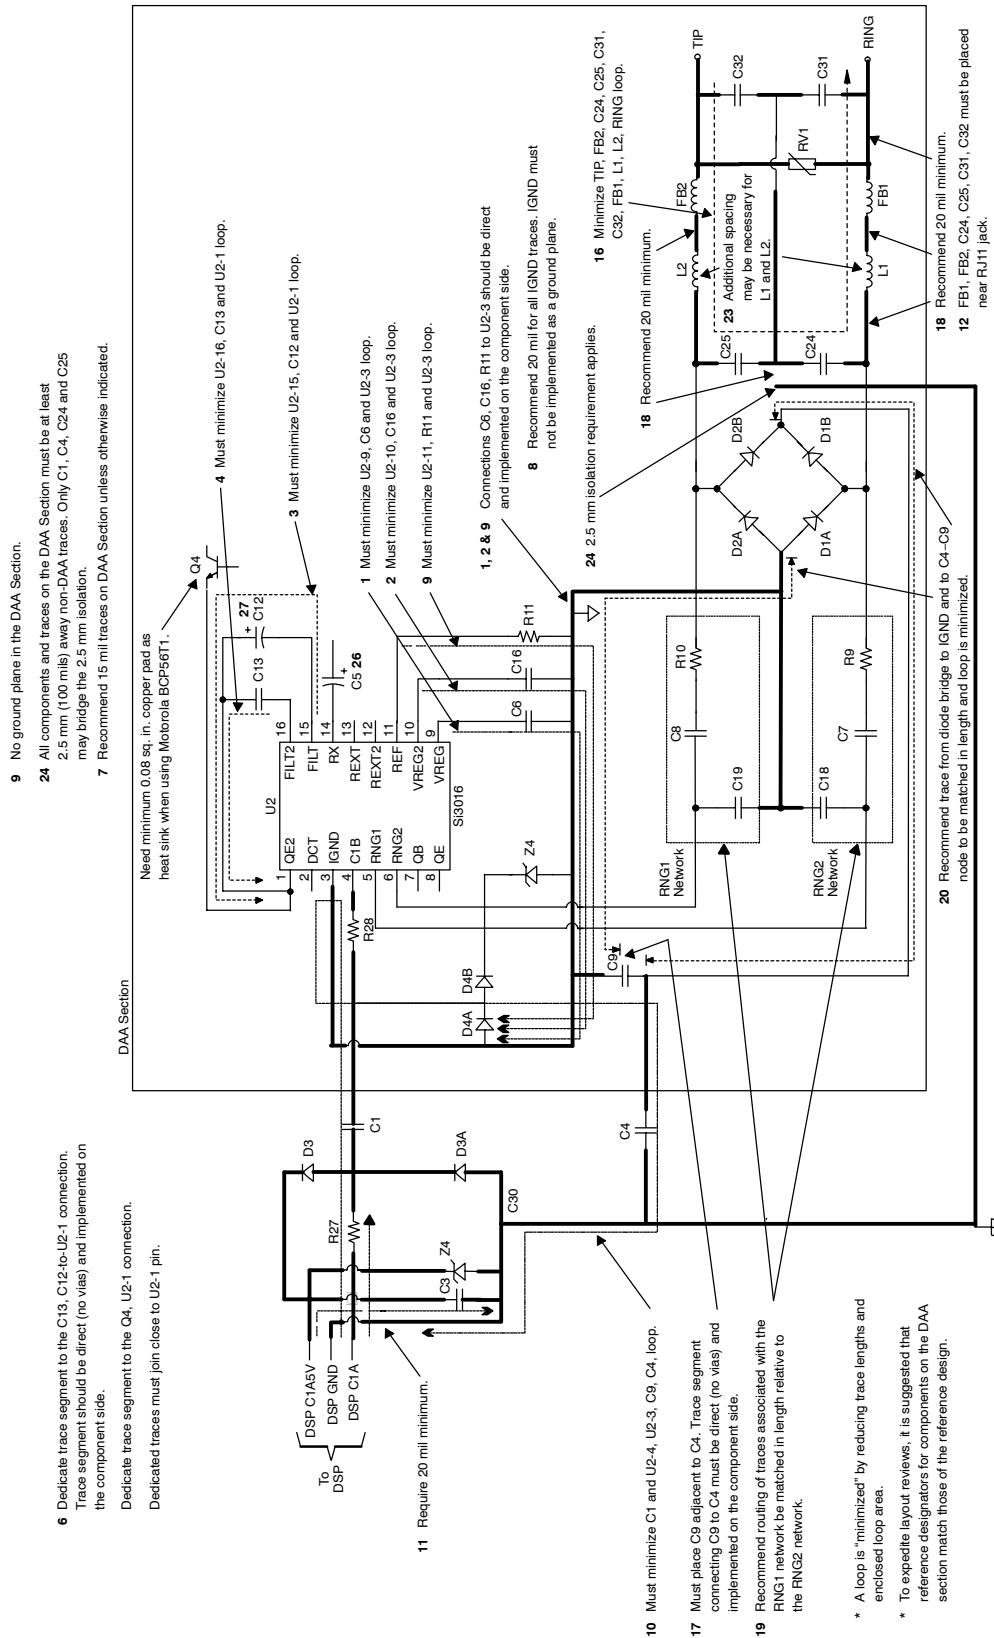 9 No ground plane in the DAA Section.
24 All components and traces on the DAA Section must be at least
2.5 mm (100 mils) away non-DAA traces. Only C1, C4, C24 and C25
may bridge the 2.5 mm isolation.
7 Recommend 15 mil traces on DAA Section unless otherwise indicated.
6 Dedicate trace segment to the C13, C12-to-U2-1 connection.
Trace segment should be direct (no vias) and implemented on
the component side.
Dedicate trace segment to the Q4, U2-1 connection.
Dedicated traces must join close to U2-1 pin.
DAA Section
Need minimum 0.08 sq. in. copper pad as
heat sink when using Motorola BCP56T1.
Q4
4 Must minimize U2-16, C13 and U2-1 loop.
3 Must minimize U2-15, C12 and U2-1 loop.
1 Must minimize U2-9, C6 and U2-3 loop.
2 Must minimize U2-10, C16 and U2-3 loop.
9 Must minimize U2-11, R11 and U2-3 loop.
1, 2 & 9 Connections C6, C16, R11 to U2-3 should be direct
and implemented on the component side.
8 Recommend 20 mil for all IGND traces. IGND must
not be implemented as a ground plane.
24 2.5 mm isolation requirement applies.
18 Recommend 20 mil minimum.
16 Minimize TIP, FB2, C24, C25, C31,
C32, FB1, L1, L2, RING loop.
C13
+
27
C12
+
C5 26
U2
1 QE2
2 DCT
3 IGND
4 C1B
5 RNG1
6 RNG2
7 QB
8 QE
FILT2 16
FILT 15
RX 14
REXT 13
REXT2 12
REF 11
VREG2 10
VREG 9
Si3016
R28
R11
C16
C6
Z4
D4A
D4B
C9
To
DSP
DSP C1A5V
DSP GND
DSP C1A
R27
D3
D3A
C1
C3
Z4
C30
C4
11 Require 20 mil minimum.
RNG1
Network
C19
C8
R10
RNG2
Network
C18
C7
R9
D2A
D2B
D1A
D1B
C25
C24
L2
FB2
23 Additional spacing
may be necessary for
L1 and L2.
L1
FB1
RV1
C32
C31
TIP
RING
18 Recommend 20 mil minimum.
12 FB1, FB2, C24, C25, C31, C32 must be placed
near RJ11 jack.
20 Recommend trace from diode bridge to IGND and to C4–C9
node to be matched in length and loop is minimized.
10 Must minimize C1 and U2-4, U2-3, C9, C4, loop.
17 Must place C9 adjacent to C4. Trace segment
connecting C9 to C4 must be direct (no vias) and
implemented on the component side.
19 Recommend routing of traces associated with the
RNG1 network be matched in length relative to
the RNG2 network.
* A loop is “minimized” by reducing trace lengths and
enclosed loop area.
* To expedite layout reviews, it is suggested that
reference designators for components on the DAA
section match those of the reference design.